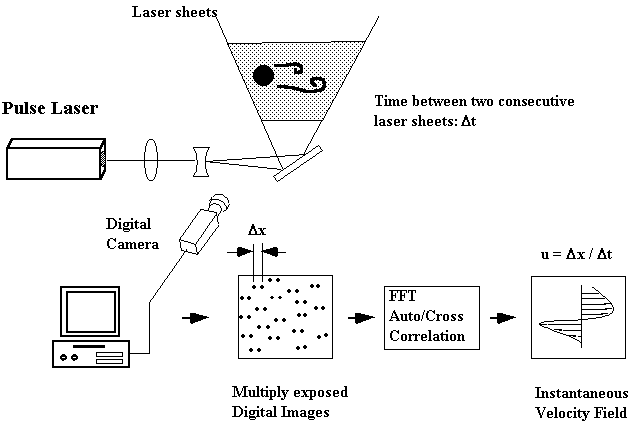 Laser sheets
Pulse Laser
Time between two consecutive
laser sheets: Δt
Digital
Camera
Δx
u = Δx / Δt
FFT
Auto/Cross
Correlation
Multiply exposed
Digital Images
Instantaneous
Velocity Field